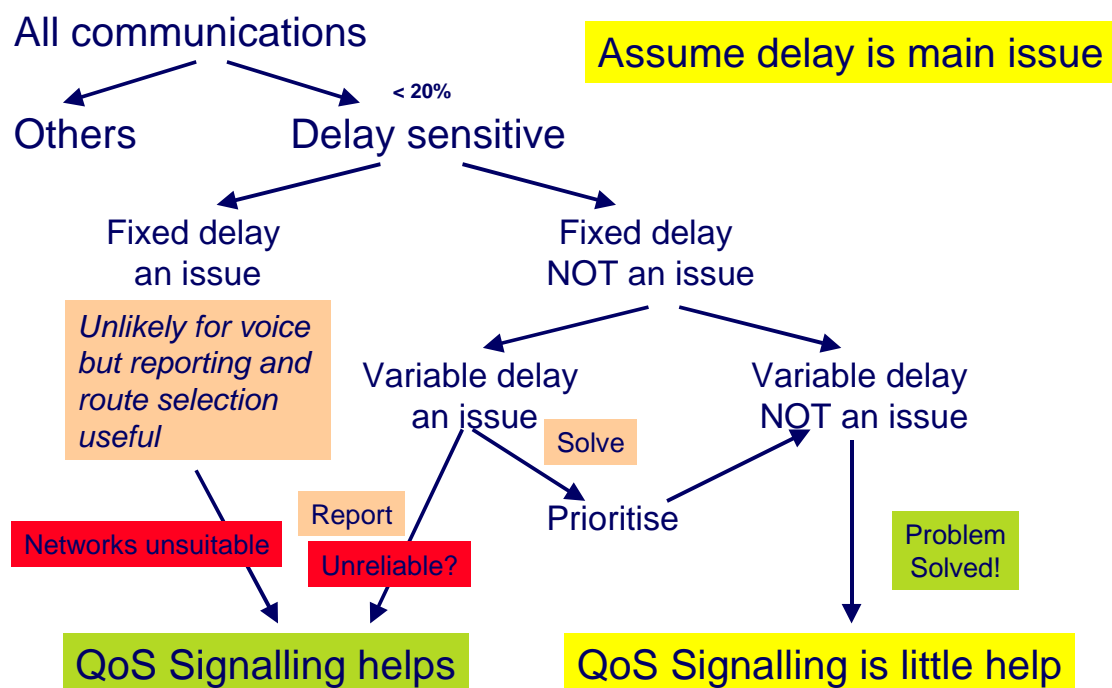 All communications
Assume delay is main issue
< 20%
Others
Delay sensitive
Fixed delay
an issue
Fixed delay
NOT an issue
Unlikely for voice
but reporting and
route selection
useful
Variable delay
an issue
Variable delay
NOT an issue
Solve
Report
Prioritise
Networks unsuitable
Unreliable?
Problem
Solved!
QoS Signalling helps
QoS Signalling is little help